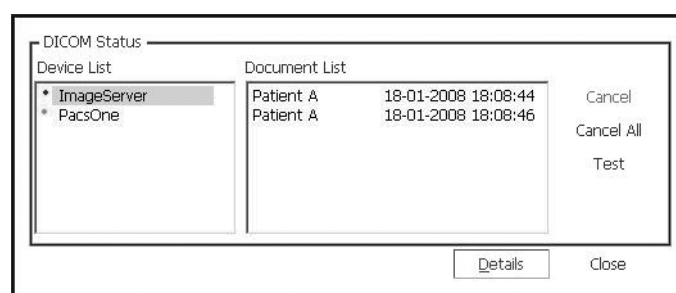 DICOM Status
Device List Document List
* ImageServer Patient A 18-01-2008 18:08:44 Cancel
* PacsOne Patient A 18-01-2008 18:08:46
Cancel All
Test
Details Close